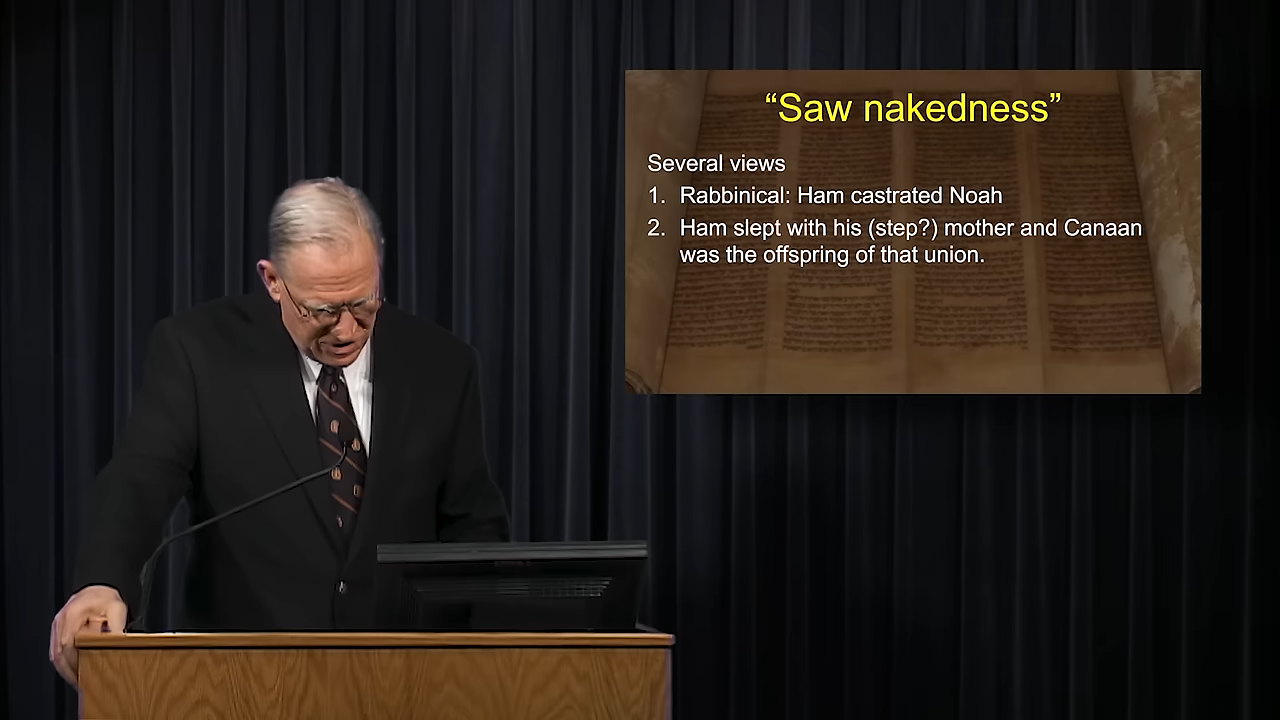 “Saw nakedness”
Several views
1. Rabbinical: Ham castrated Noah
2. Ham slept with his (step?) mother and Canaan
was the offspring of that union.